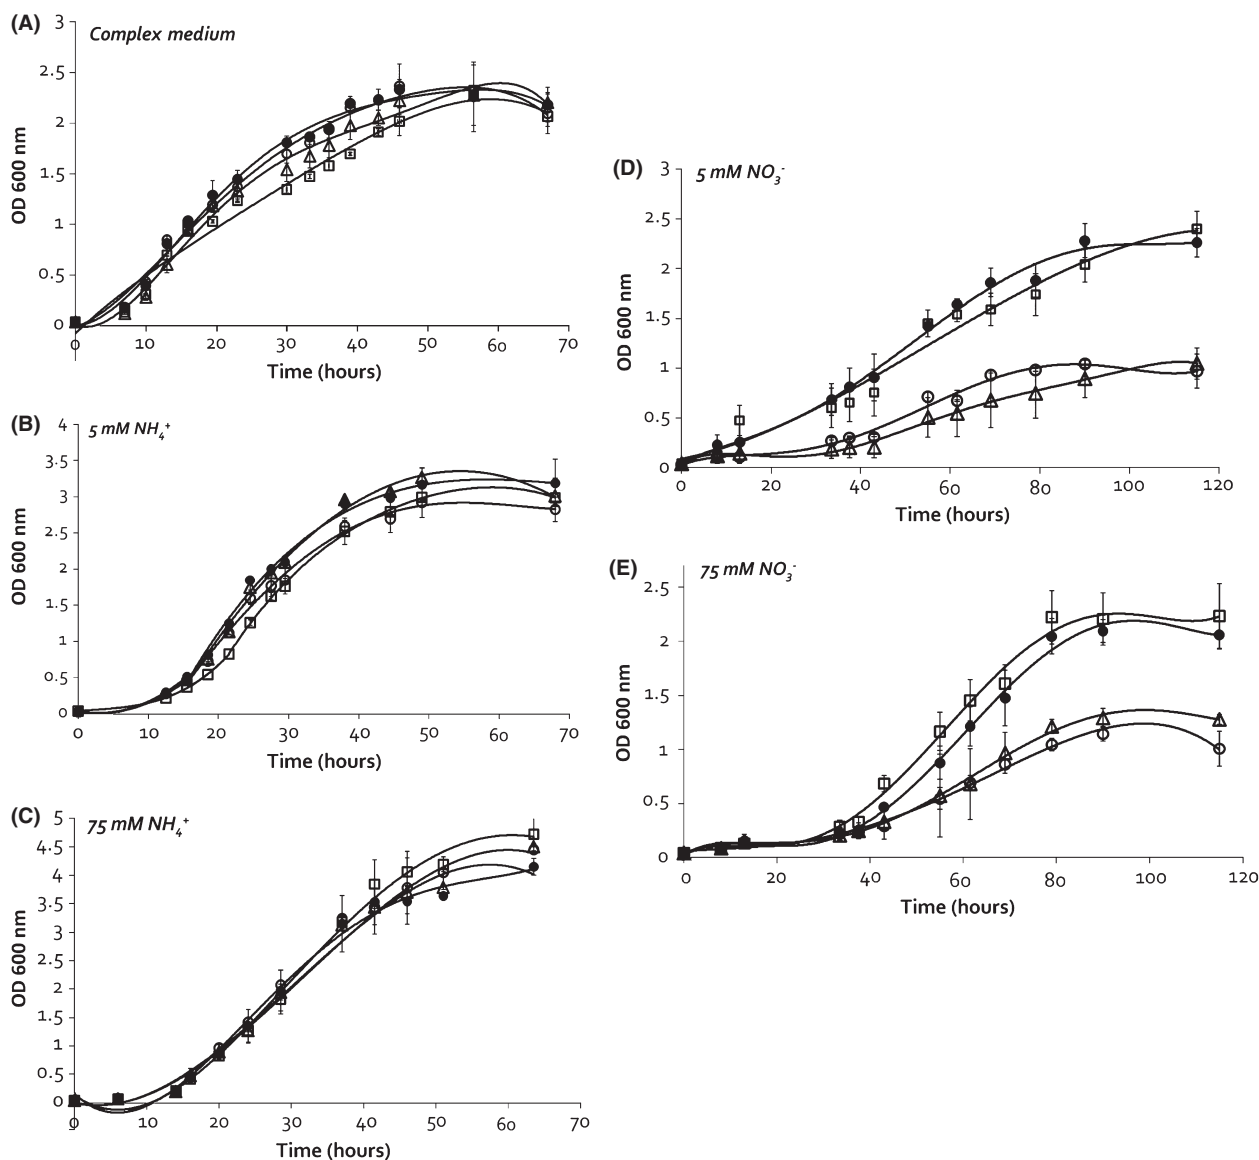 (A)
Complex medium
3
2.5
2
1.5
1
0.5
0
OD 600 nm
0 10 20 30 40 50 60 70
Time (hours)
(B)
5 mM NH₄⁺
4
3.5
3
2.5
2
1.5
1
0.5
0
OD 600 nm
0 10 20 30 40 50 60 70
Time (hours)
(C)
75 mM NH₄⁺
5
4.5
4
3.5
3
2.5
2
1.5
1
0.5
0
OD 600 nm
0 10 20 30 40 50 60 70
Time (hours)
(D)
5 mM NO₃⁻
3
2.5
2
1.5
1
0.5
0
OD 600 nm
0 20 40 60 80 100 120
Time (hours)
(E)
75 mM NO₃⁻
2.5
2
1.5
1
0.5
0
OD 600 nm
0 20 40 60 80 100 120
Time (hours)